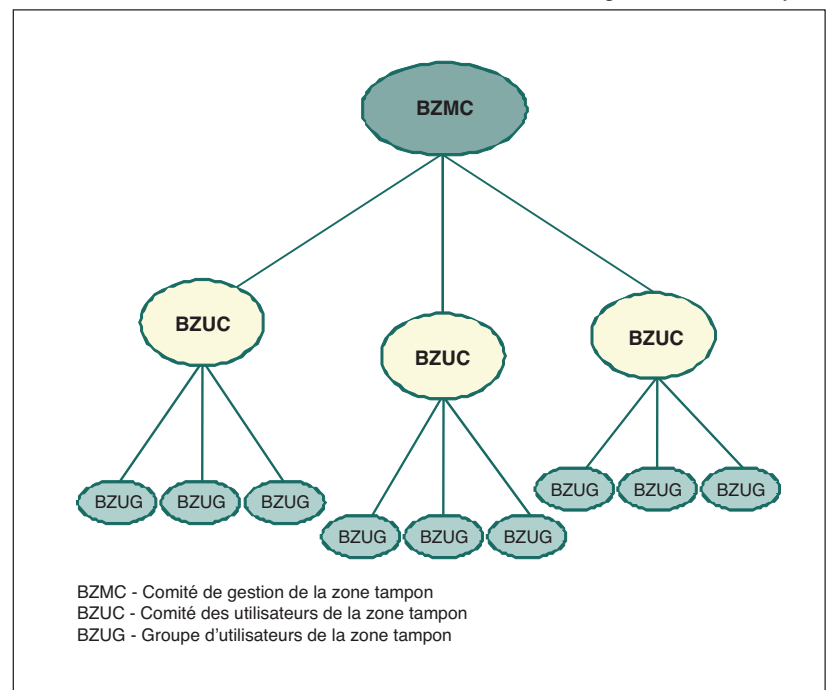 BZMC
BZUC
BZUC
BZUC
BZUG BZUG BZUG
BZUG BZUG BZUG
BZUG BZUG BZUG
BZMC - Comité de gestion de la zone tampon
BZUC - Comité des utilisateurs de la zone tampon
BZUG - Groupe d'utilisateurs de la zone tampon